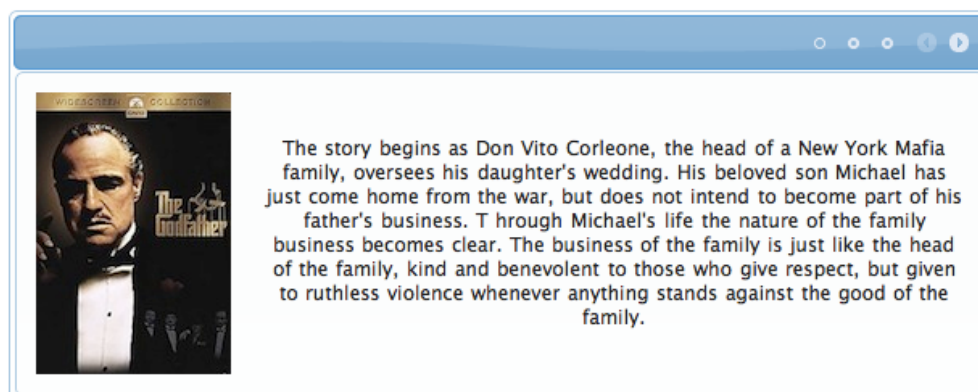 WIDESCREEN COLLECTION
The Godfather
The story begins as Don Vito Corleone, the head of a New York Mafia
family, oversees his daughter's wedding. His beloved son Michael has
just come home from the war, but does not intend to become part of his
father's business. T hrough Michael's life the nature of the family
business becomes clear. The business of the family is just like the head
of the family, kind and benevolent to those who give respect, but given
to ruthless violence whenever anything stands against the good of the
family.